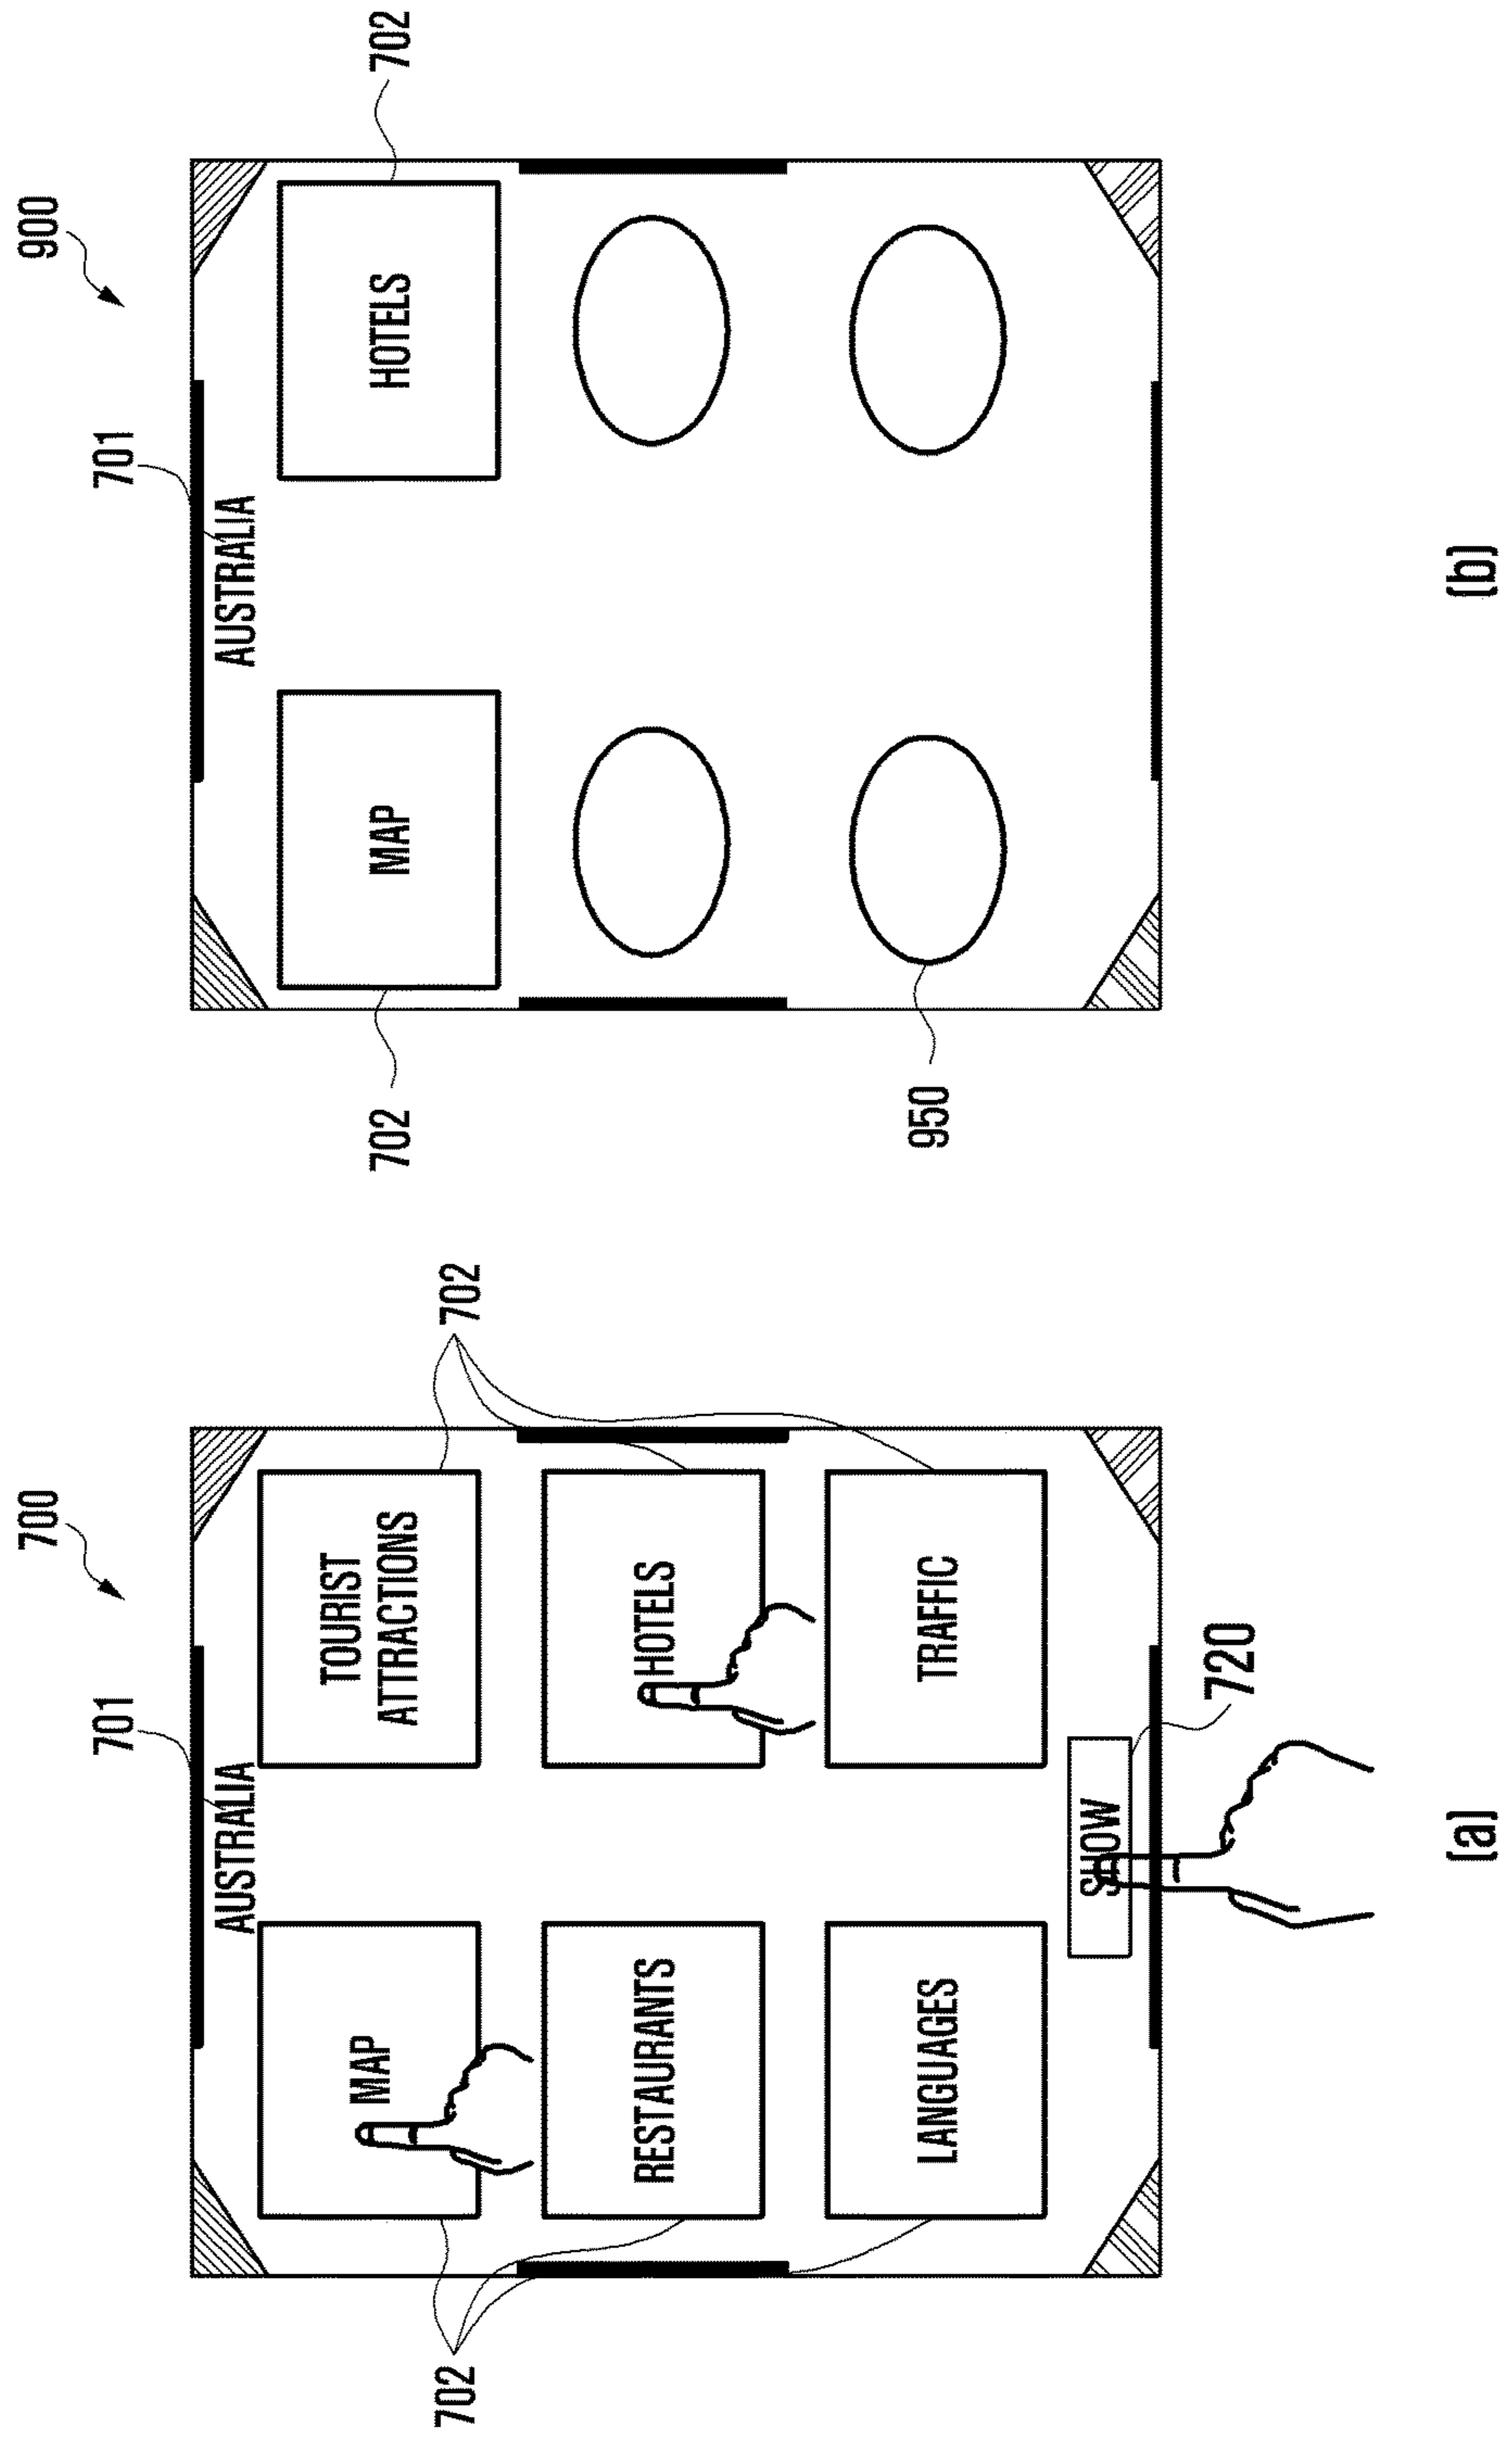 700
701
AUSTRALIA
MAP
TOURIST
ATTRACTIONS
702
RESTAURANTS
HOTELS
702
LANGUAGES
TRAFFIC
SHOW
720
(a)
900
701
AUSTRALIA
702
MAP
HOTELS
702
950
(b)